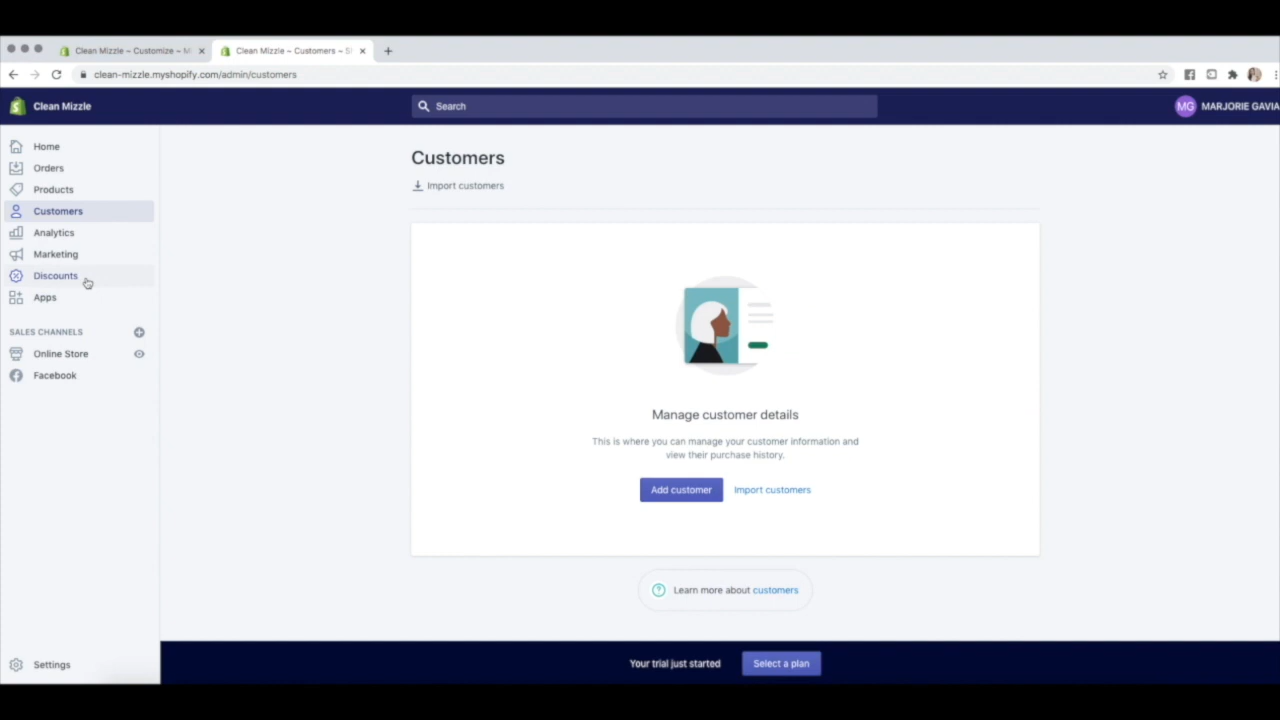 Clean Mizzle ~ Customize ~ M
Clean Mizzle ~ Customers ~ S
clean-mizzle.myshopify.com/admin/customers
Clean Mizzle
Search
MG
MARJORIE GAVIA
Home
Orders
Products
Customers
Analytics
Marketing
Discounts
Apps
SALES CHANNELS
Online Store
Facebook
Settings
Customers
Import customers
Manage customer details
This is where you can manage your customer information and
view their purchase history.
Add customer
Import customers
Learn more about customers
Your trial just started
Select a plan